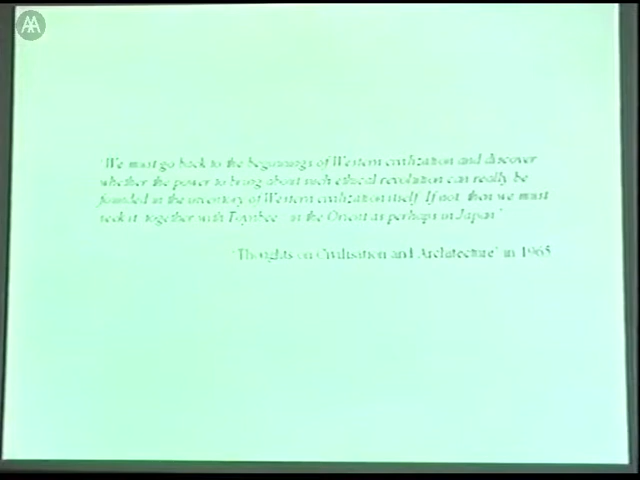 AA
'We must go back to the beginnings of Western civilization and discover
whether the power to bring about such ethical revolution can really be
founded in the inventory of Western civilization itself. If not, then we must
seek it, together with Toynbee, in the Orient or perhaps in Japan'
'Thoughts on Civilisation and Architecture' in 1965